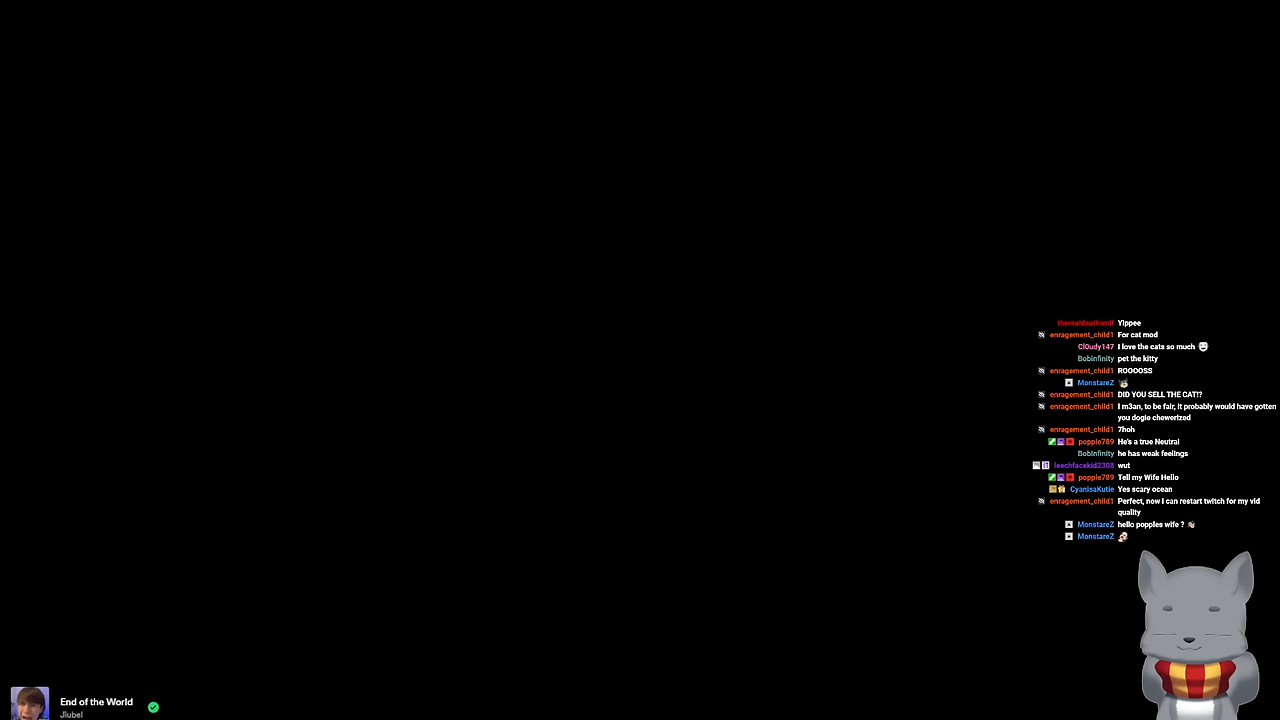 therealdeathwolf Yippee
enragement_child1 For cat mod
Cl0udy147 I love the cats so much
Bobinfinity pet the kitty
enragement_child1 ROOOOSS
MonstareZ
enragement_child1 DID YOU SELL THE CAT!?
enragement_child1 I m3an, to be fair, it probably would have gotten
you dogie chewerized
enragement_child1 7hoh
popple789 He's a true Neutral
Bobinfinity he has weak feelings
leechfacekid2308 wut
popple789 Tell my Wife Hello
CyanisaKutie Yes scary ocean
enragement_child1 Perfect, now I can restart twitch for my vid
quality
MonstareZ hello popples wife ?
MonstareZ
End of the World
Jiubel